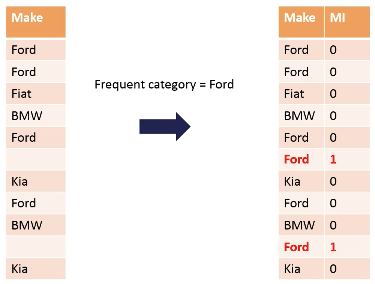 Make
Ford
Ford
Fiat
BMW
Ford
Kia
Ford
BMW
Kia
Frequent category = Ford
Make MI
Ford 0
Ford 0
Fiat 0
BMW 0
Ford 0
Ford 1
Kia 0
Ford 0
BMW 0
Ford 1
Kia 0